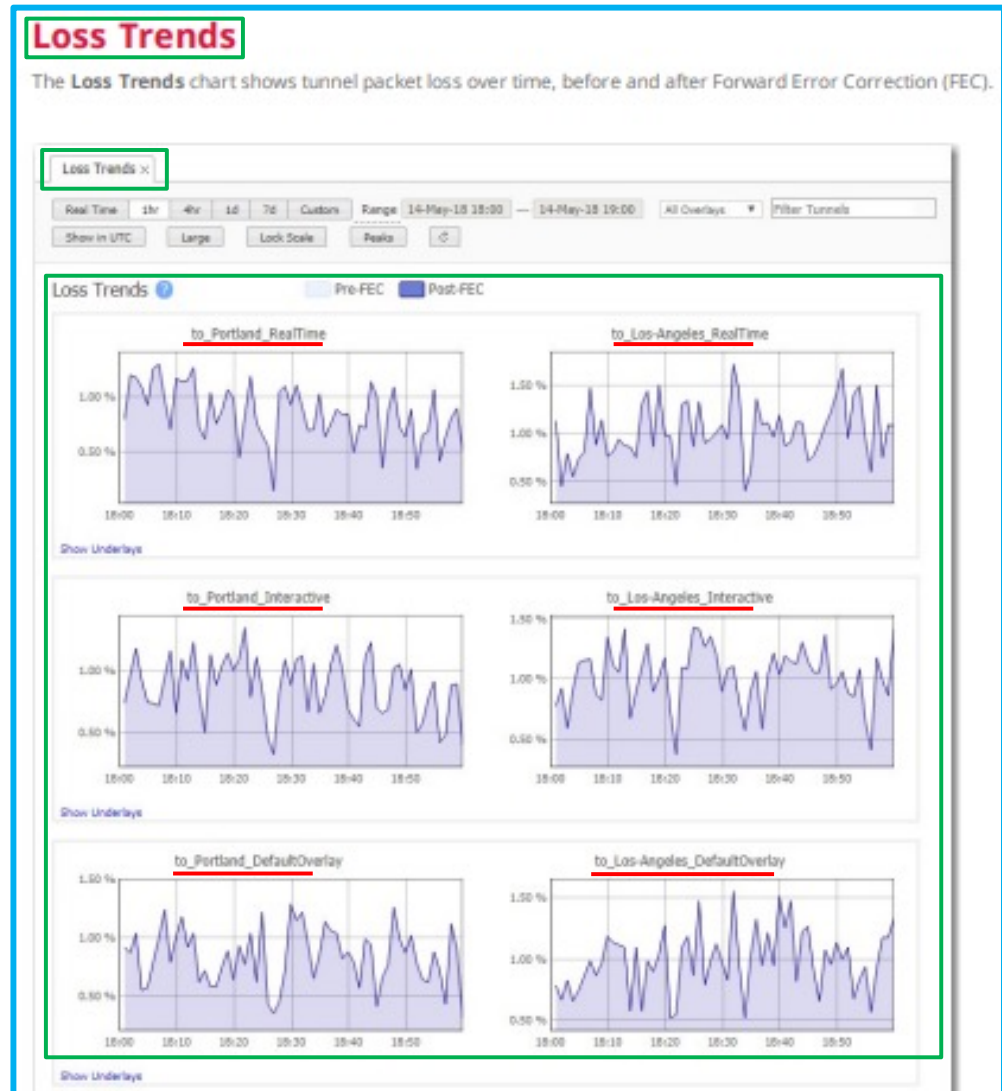 Loss Trends
The Loss Trends chart shows tunnel packet loss over time, before and after Forward Error Correction (FEC).
Loss Trends ×
Real Time 1hr 4hr 1d 7d Custom Range 14-May-18 18:00 — 14-May-18 19:00 All Overlays ▼ Filter Tunnels
Show in UTC Large Lock Scale Peaks
Loss Trends ? Pre-FEC Post-FEC
to_Portland_RealTime to_Los-Angeles_RealTime
1.00 % 1.50 %
0.50 % 1.00 %
0.50 %
18:00 18:10 18:20 18:30 18:40 18:50 18:00 18:10 18:20 18:30 18:40 18:50
Show Underlays
to_Portland_Interactive to_Los-Angeles_Interactive
1.50 %
1.00 % 1.00 %
0.50 % 0.50 %
18:00 18:10 18:20 18:30 18:40 18:50 18:00 18:10 18:20 18:30 18:40 18:50
Show Underlays
to_Portland_DefaultOverlay to_Los-Angeles_DefaultOverlay
1.50 % 1.50 %
1.00 % 1.00 %
0.50 % 0.50 %
18:00 18:10 18:20 18:30 18:40 18:50 18:00 18:10 18:20 18:30 18:40 18:50
Show Underlays